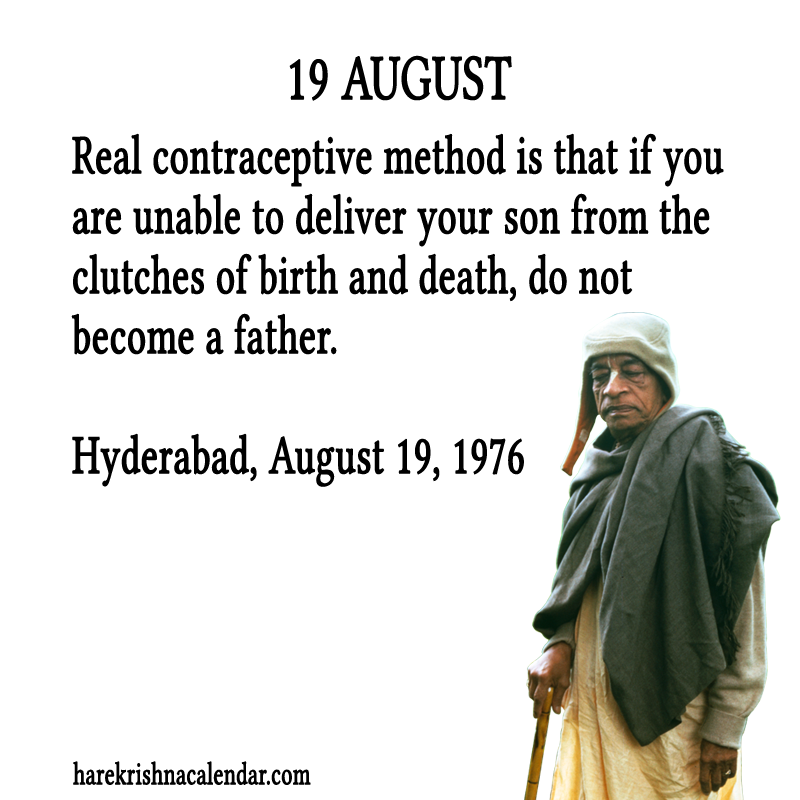 19 AUGUST
Real contraceptive method is that if you
are unable to deliver your son from the
clutches of birth and death, do not
become a father.
Hyderabad, August 19, 1976
harekrishnacalendar.com